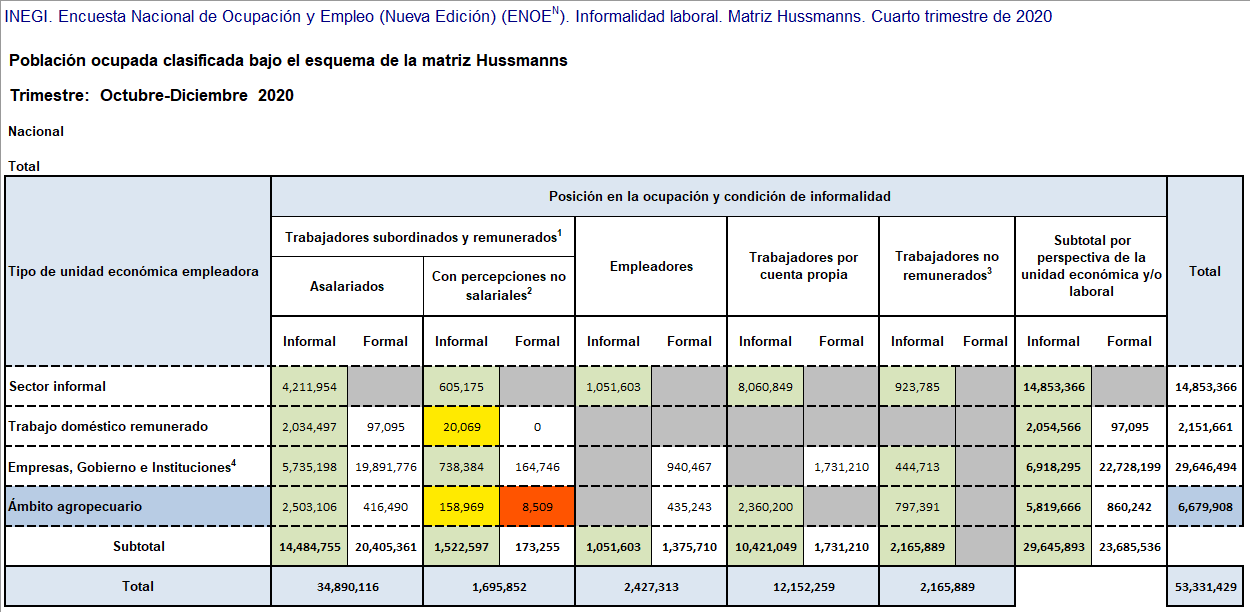 INEGI. Encuesta Nacional de Ocupación y Empleo (Nueva Edición) (ENOEᴺ). Informalidad laboral. Matriz Hussmanns. Cuarto trimestre de 2020
Población ocupada clasificada bajo el esquema de la matriz Hussmanns
Trimestre: Octubre-Diciembre 2020
Nacional
Total
Tipo de unidad económica empleadora
Posición en la ocupación y condición de informalidad
Total
Trabajadores subordinados y remunerados¹
Asalariados
Con percepciones no
salariales²
Empleadores
Trabajadores por
cuenta propia
Trabajadores no
remunerados³
Subtotal por
perspectiva de la
unidad económica y/o
laboral
Informal Formal Informal Formal Informal Formal Informal Formal Informal Formal Informal Formal
Sector informal 4,211,954 605,175 1,051,603 8,060,849 923,785 14,853,366 14,853,366
Trabajo doméstico remunerado 2,034,497 97,095 20,069 0 2,054,566 97,095 2,151,661
Empresas, Gobierno e Instituciones⁴ 5,735,198 19,891,776 738,384 164,746 940,467 1,731,210 444,713 6,918,295 22,728,199 29,646,494
Ámbito agropecuario 2,503,106 416,490 158,969 8,509 435,243 2,360,200 797,391 5,819,666 860,242 6,679,908
Subtotal 14,484,755 20,405,361 1,522,597 173,255 1,051,603 1,375,710 10,421,049 1,731,210 2,165,889 29,645,893 23,685,536
Total 34,890,116 1,695,852 2,427,313 12,152,259 2,165,889 53,331,429